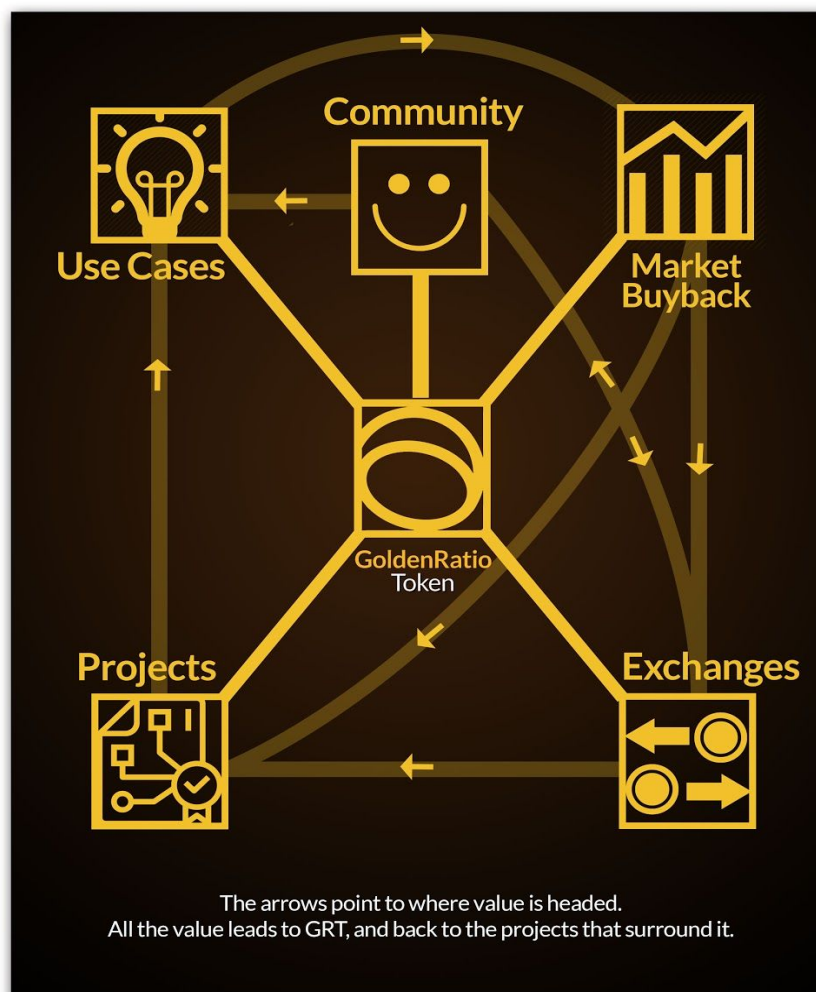 Community
Use Cases
Market
Buyback
GoldenRatio
Token
Projects
Exchanges
The arrows point to where value is headed.
All the value leads to GRT, and back to the projects that surround it.